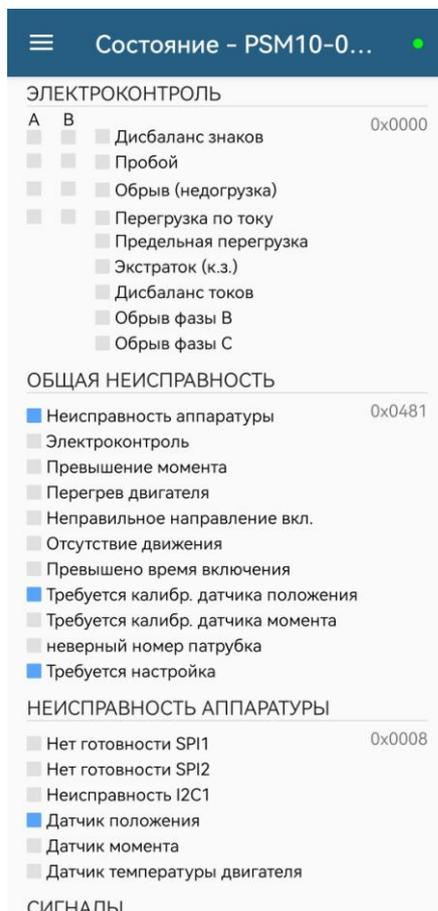 Состояние - PSM10-0...
ЭЛЕКТРОКОНТРОЛЬ
A B
0x0000
Дисбаланс знаков
Пробой
Обрыв (недогрузка)
Перегрузка по току
Предельная перегрузка
Экстраток (к.з.)
Дисбаланс токов
Обрыв фазы B
Обрыв фазы C
ОБЩАЯ НЕИСПРАВНОСТЬ
Неисправность аппаратуры 0x0481
Электроконтроль
Превышение момента
Перегрев двигателя
Неправильное направление вкл.
Отсутствие движения
Превышено время включения
Требуется калибр. датчика положения
Требуется калибр. датчика момента
неверный номер патрубка
Требуется настройка
НЕИСПРАВНОСТЬ АППАРАТУРЫ
Нет готовности SPI1 0x0008
Нет готовности SPI2
Неисправность I2C1
Датчик положения
Датчик момента
Датчик температуры двигателя
СИГНАЛЫ